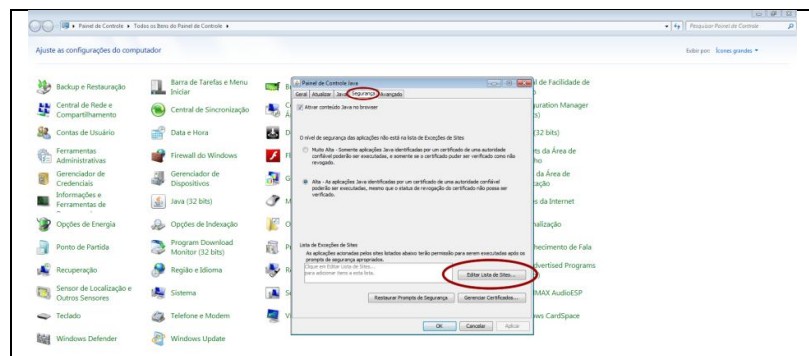 Painel de Controle ▸ Todos os Itens do Painel de Controle ▸
Pesquisar Painel de Controle
Ajuste as configurações do computador
Exibir por: Ícones grandes
Backup e Restauração
Barra de Tarefas e Menu Iniciar
Central de Rede e Compartilhamento
Central de Sincronização
Contas de Usuário
Data e Hora
(32 bits)
Ferramentas Administrativas
Firewall do Windows
Gerenciador de Credenciais
Gerenciador de Dispositivos
Informações e Ferramentas de
Java (32 bits)
Opções de Energia
Opções de Indexação
Ponto de Partida
Program Download Monitor (32 bits)
Recuperação
Região e Idioma
Sensor de Localização e Outros Sensores
Sistema
Teclado
Telefone e Modem
Windows Defender
Windows Update
Painel de Controle Java
Geral Atualizar Java Segurança Avançado
Ativar conteúdo Java no browser
O nível de segurança das aplicações não está na lista de Exceções de Sites
Muito Alta - Somente aplicações Java identificadas por um certificado de uma autoridade
confiável poderão ser executadas, e somente se o certificado puder ser verificado como não
revogado.
Alta - As aplicações Java identificadas por um certificado de uma autoridade confiável
poderão ser executadas, mesmo que o status de revogação do certificado não possa ser
verificado.
Lista de Exceções de Sites
As aplicações acionadas pelos sites listados abaixo terão permissão para serem executadas após os
prompts de segurança apropriados.
Clique em Editar Lista de Sites...
para adicionar itens a esta lista.
Editar Lista de Sites...
Restaurar Prompts de Segurança
Gerenciar Certificados...
OK Cancelar Aplicar
l de Facilidade de
guration Manager
s da Internet
nalização
hecimento de Fala
dvertised Programs
MAX AudioESP
ws CardSpace